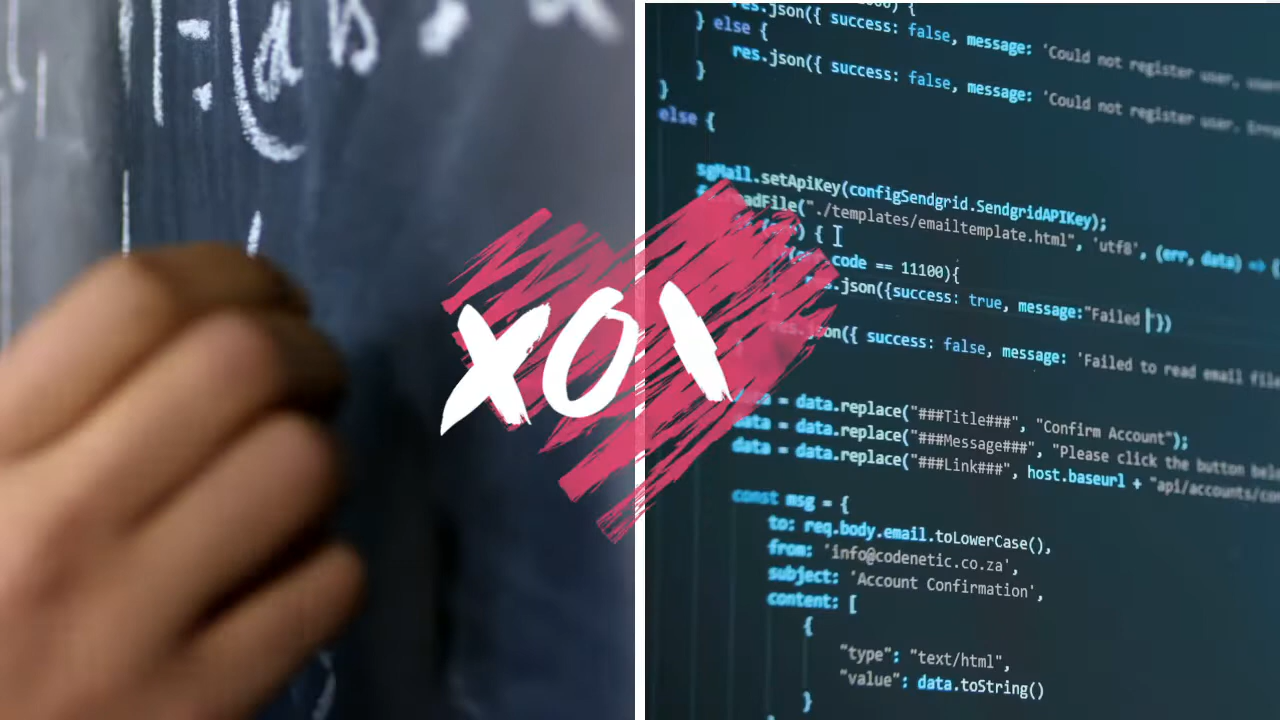 XO\
res.json({ success: false, message: 'Could not register user,
} else {
res.json({ success: false, message: 'Could not register user.
}
}
else {
sgMail.setApiKey(configSendgrid.SendgridAPIKey);
"./templates/emailtemplate.html", 'utf8', (err, data) => {
) {
code == 11100){
.json({success: true, message:"Failed "})
res.json({ success: false, message: 'Failed to read email file
data = data.replace("###Title###", "Confirm Account");
data = data.replace("###Message###", "Please click the button
data = data.replace("###Link###", host.baseurl + "api/accounts/
const msg = {
to: req.body.email.toLowerCase(),
from: 'info@codenetic.co.za',
subject: 'Account Confirmation',
content: [
{
"type": "text/html",
"value": data.toString()
}